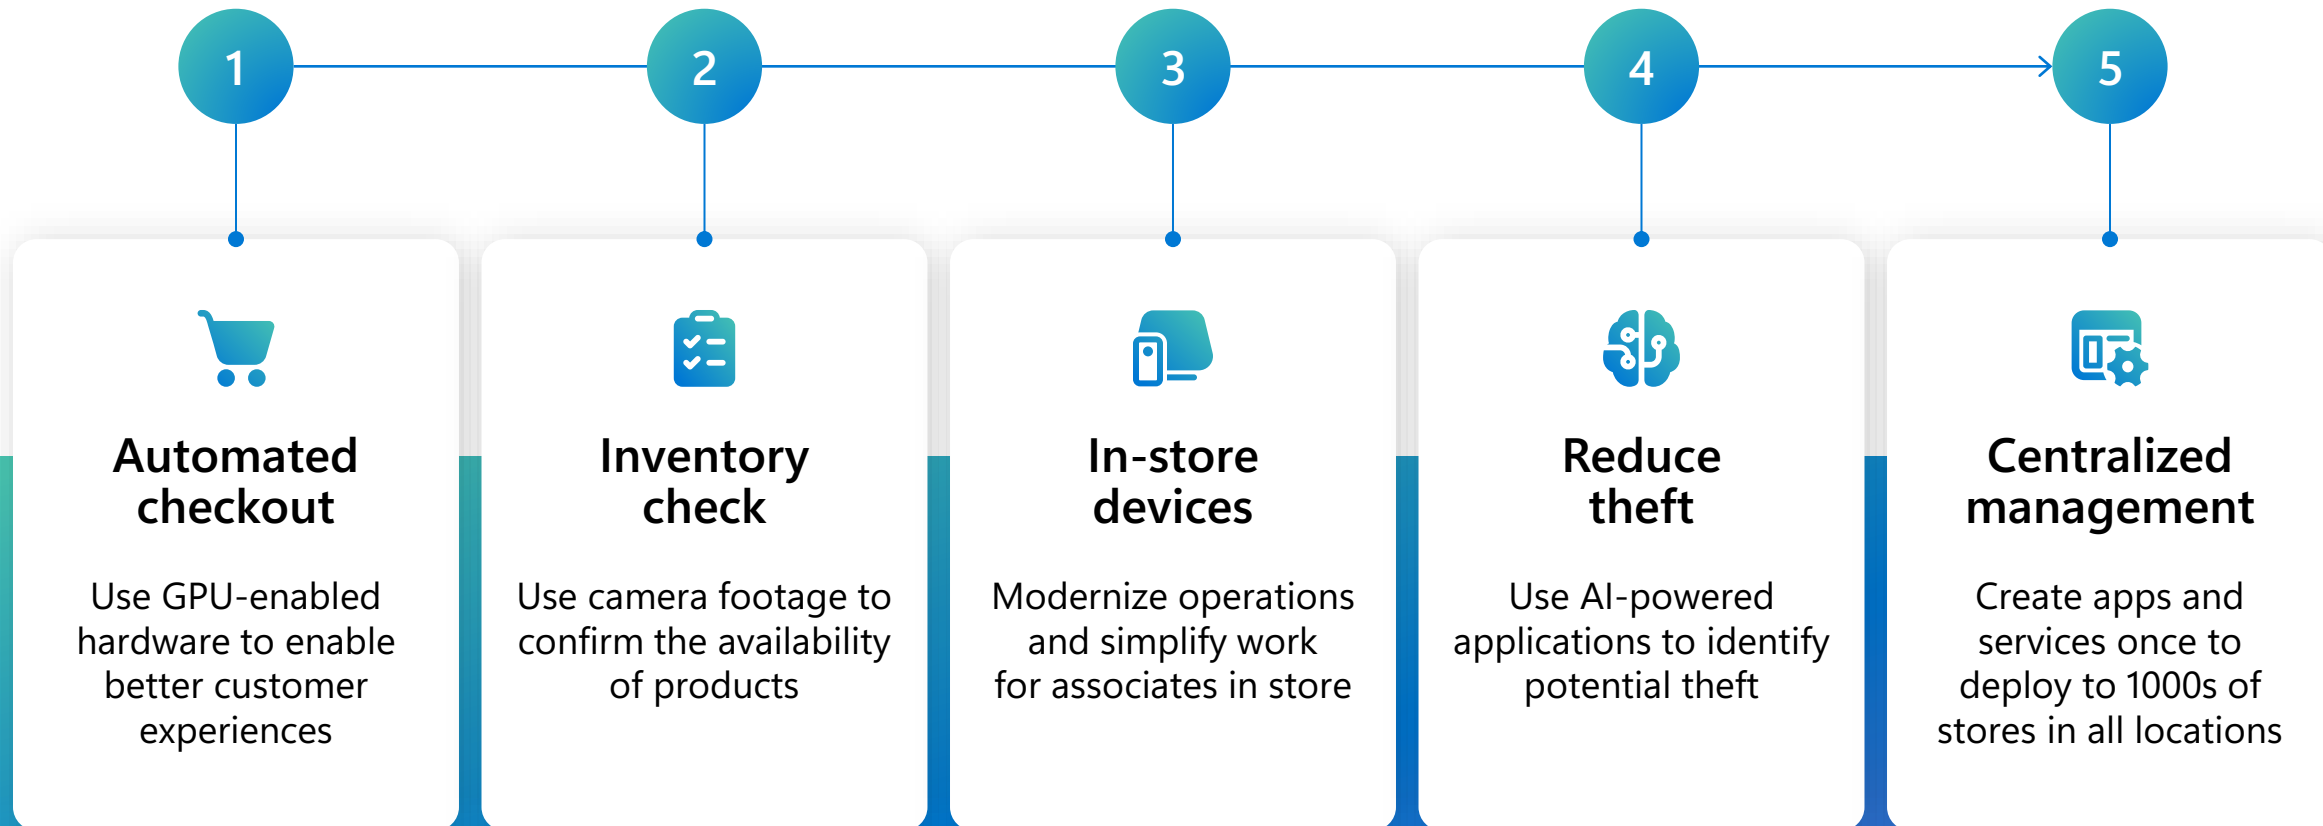 1
2
3
4
5
Automated
checkout
Use GPU-enabled
hardware to enable
better customer
experiences
Inventory
check
Use camera footage to
confirm the availability
of products
In-store
devices
Modernize operations
and simplify work
for associates in store
Reduce
theft
Use AI-powered
applications to identify
potential theft
Centralized
management
Create apps and
services once to
deploy to 1000s of
stores in all locations